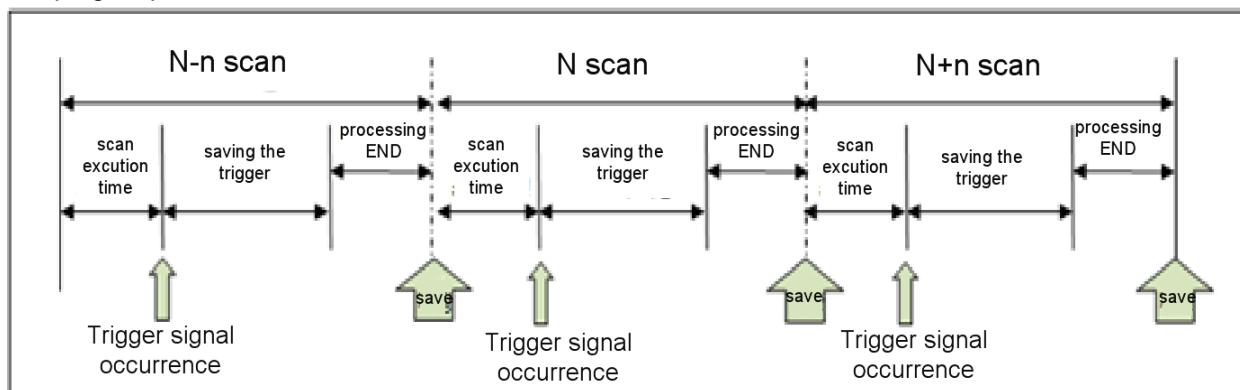 N-n scan
N scan
N+n scan
scan
excution
time
saving the
trigger
processing
END
scan
excution
time
saving the
trigger
processing
END
scan
excution
time
saving the
trigger
processing
END
save
save
save
Trigger signal
occurrence
Trigger signal
occurrence
Trigger signal
occurrence